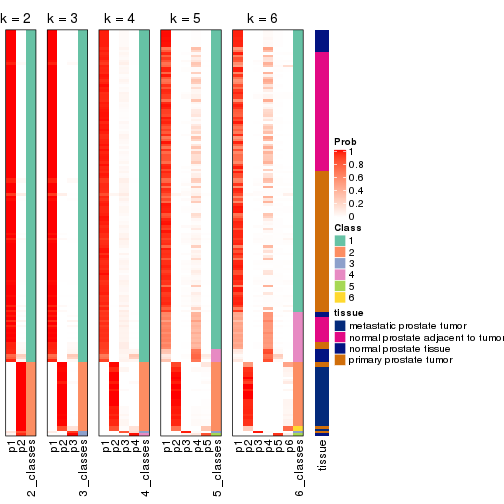 k = 2
k = 3
k = 4
k = 5
k = 6
Prob
1
0.8
0.6
0.4
0.2
0
Class
1
2
3
4
5
6
tissue
metastatic prostate tumor
normal prostate adjacent to tumor
normal prostate tissue
primary prostate tumor
p1
p2
2_classes
p1
p2
p3
3_classes
p1
p2
p3
p4
4_classes
p1
p2
p3
p4
p5
5_classes
p1
p2
p3
p4
p5
p6
6_classes
tissue